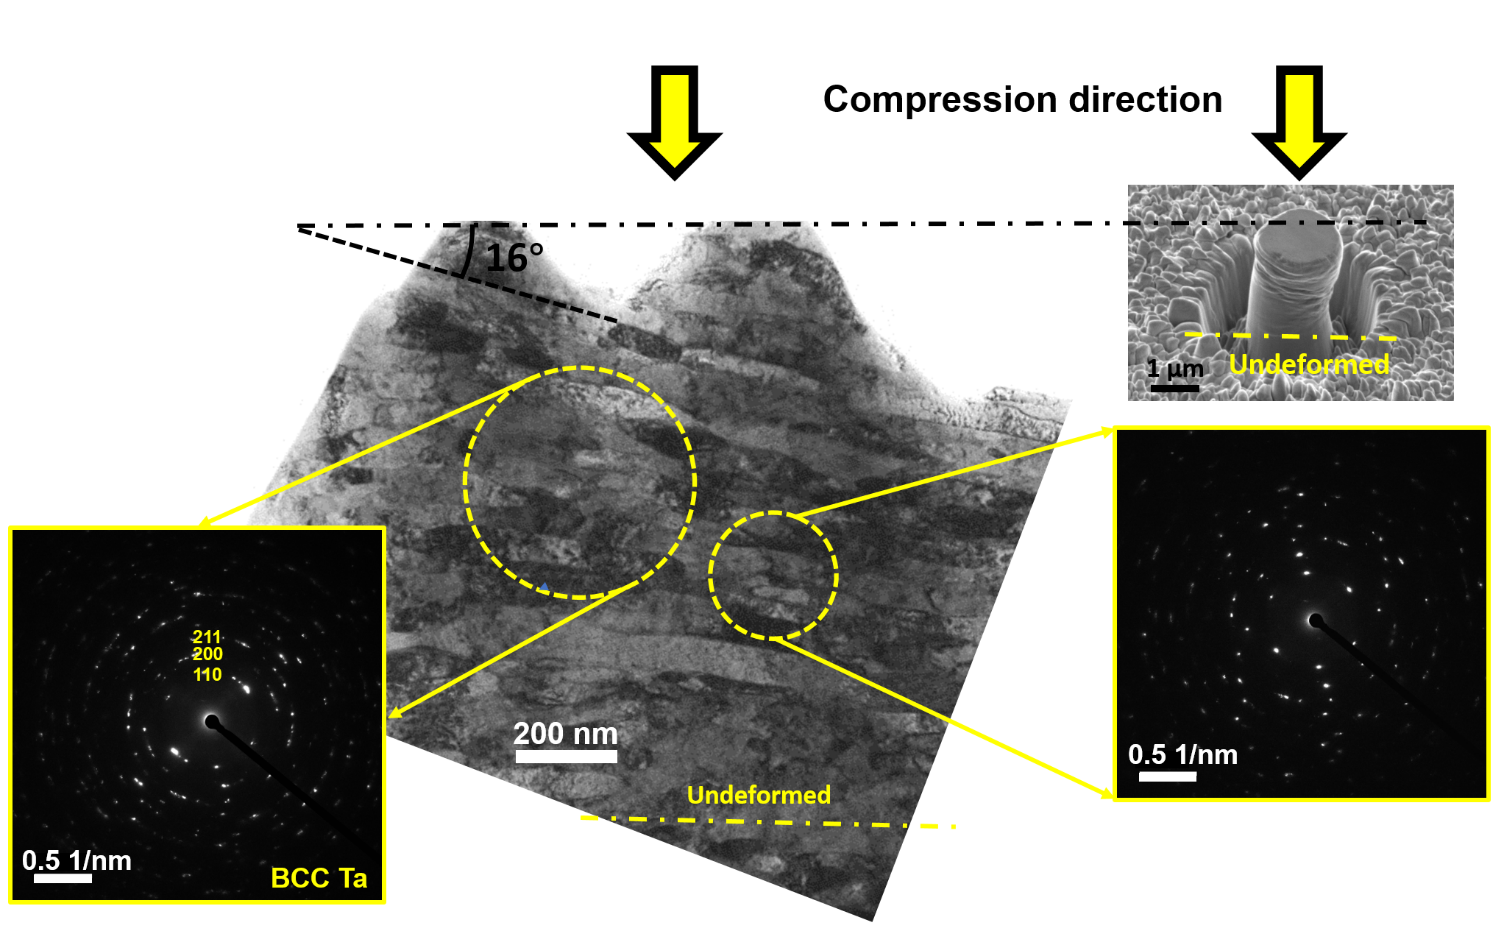 Compression direction
16°
1 μm
Undeformed
211
200
110
0.5 1/nm
BCC Ta
200 nm
Undeformed
0.5 1/nm